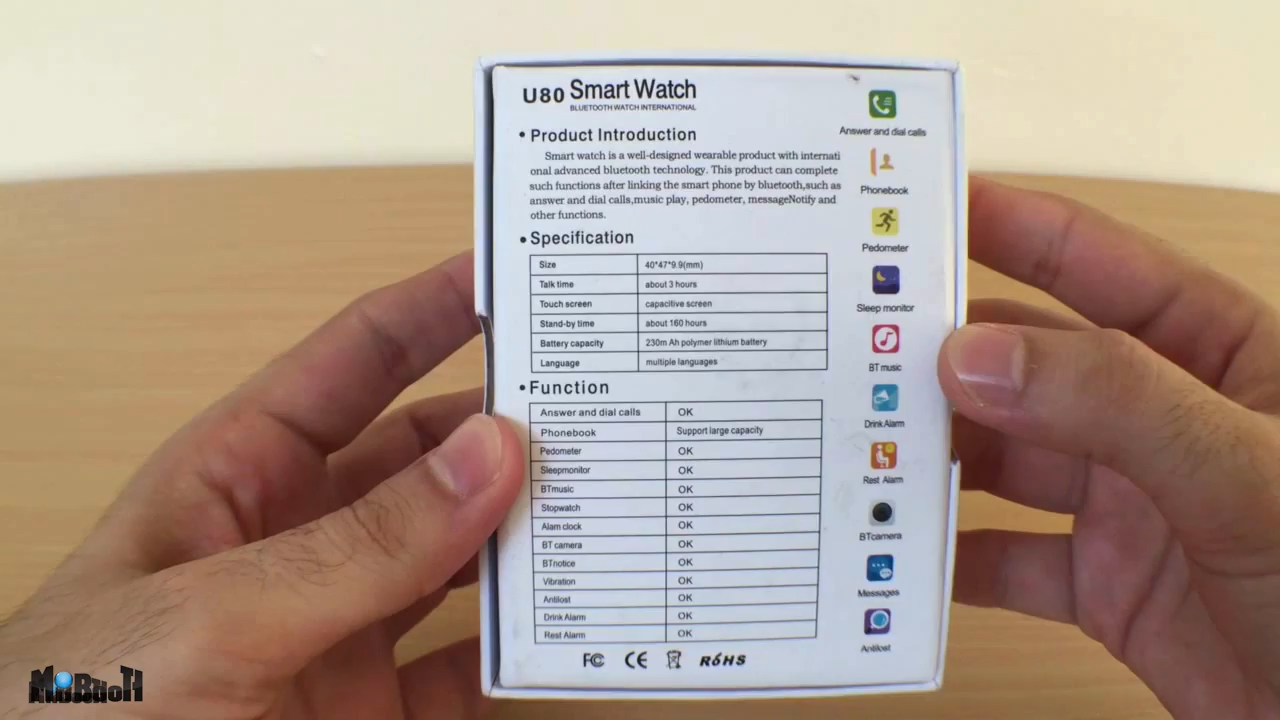 U80 Smart Watch
BLUETOOTH WATCH INTERNATIONAL
• Product Introduction
Smart watch is a well-designed wearable product with internati
onal advanced bluetooth technology. This product can complete
such functions after linking the smart phone by bluetooth,such as
answer and dial calls,music play, pedometer, messageNotify and
other functions.
• Specification
Size 40*47*9.9(mm)
Talk time about 3 hours
Touch screen capacitive screen
Stand-by time about 160 hours
Battery capacity 230m Ah polymer lithium battery
Language multiple languages
• Function
Answer and dial calls OK
Phonebook Support large capacity
Pedometer OK
Sleepmonitor OK
BTmusic OK
Stopwatch OK
Alam clock OK
BT camera OK
BTnotice OK
Vibration OK
Antilost OK
Drink Alarm OK
Rest Alarm OK
FC CE RoHS
Answer and dial calls
Phonebook
Pedometer
Sleep monitor
BT music
Drink Alarm
Rest Alarm
BTcamera
Messages
Antilost